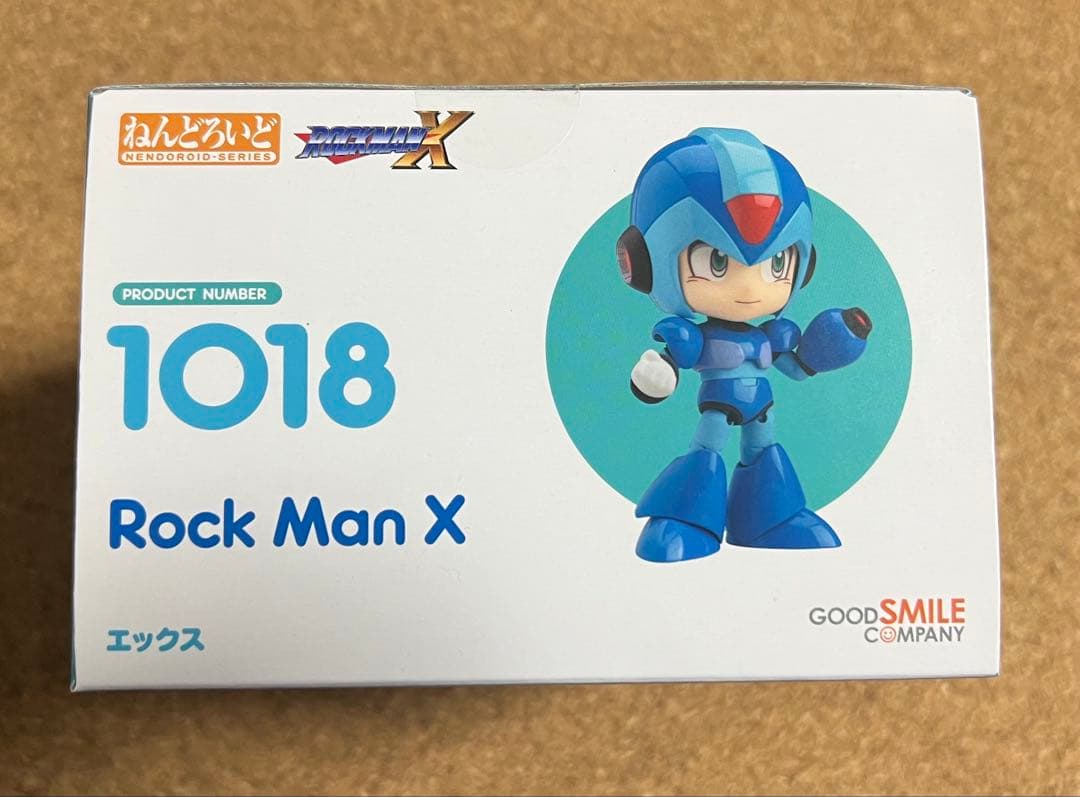 ねんどろいど
NENDOROID-SERIES
ROCKMAN X
PRODUCT NUMBER
1018
Rock Man X
エックス
GOOD SMILE
COMPANY